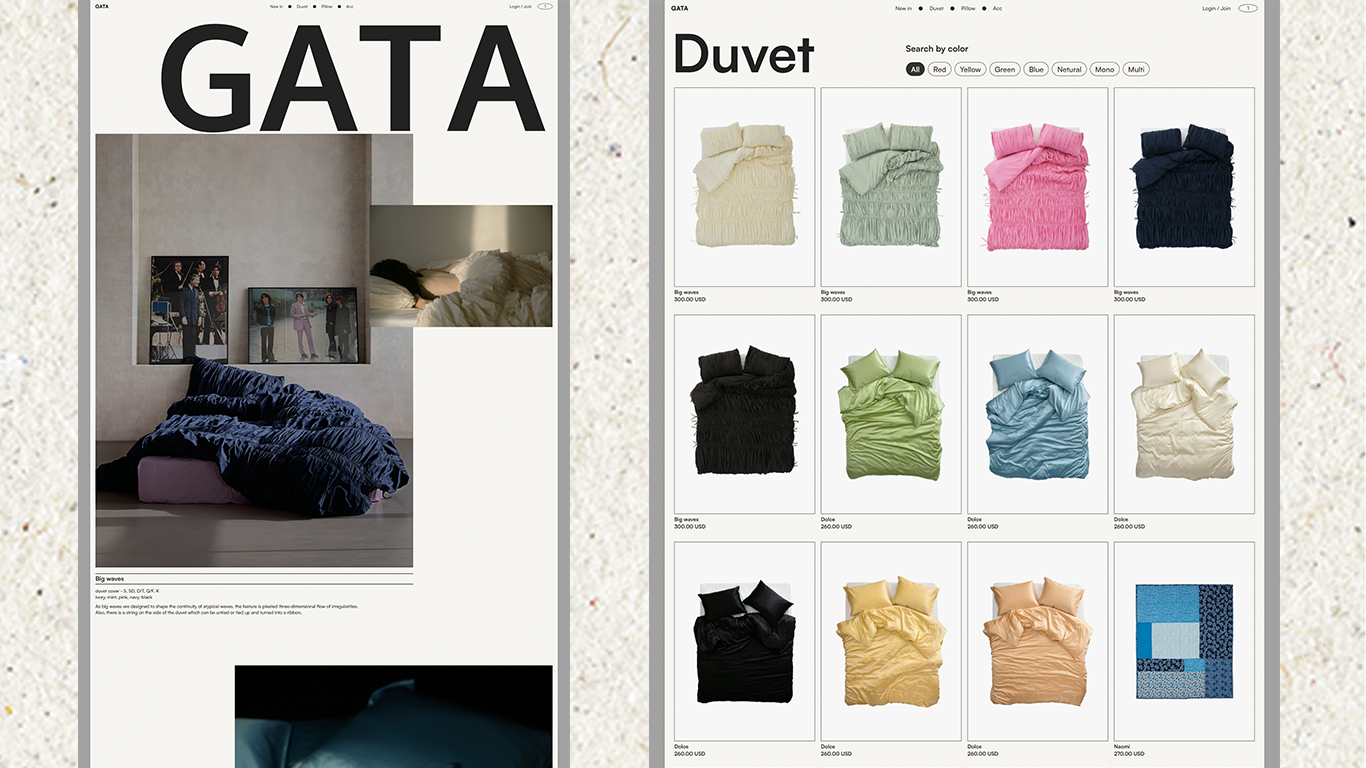 GATA
New in
Duvet
Pillow
Acc
Login / Join
1
GATA
Big waves
duvet cover - S, SD, D/T, Q/F, K
ivory, mint, pink, navy, black
As big waves are designed to shape the continuity of atypical waves, the feature is pleated three-dimensional flow of irregularities.
Also, there is a string on the side of the duvet which can be untied or tied up and turned into a ribbon.
GATA
New in
Duvet
Pillow
Acc
Login / Join
1
Duvet
Search by color
All
Red
Yellow
Green
Blue
Netural
Mono
Multi
Big waves
300.00 USD
Big waves
300.00 USD
Big waves
300.00 USD
Big waves
300.00 USD
Big waves
300.00 USD
Dolce
260.00 USD
Dolce
260.00 USD
Dolce
260.00 USD
Dolce
260.00 USD
Dolce
260.00 USD
Dolce
260.00 USD
Naomi
270.00 USD